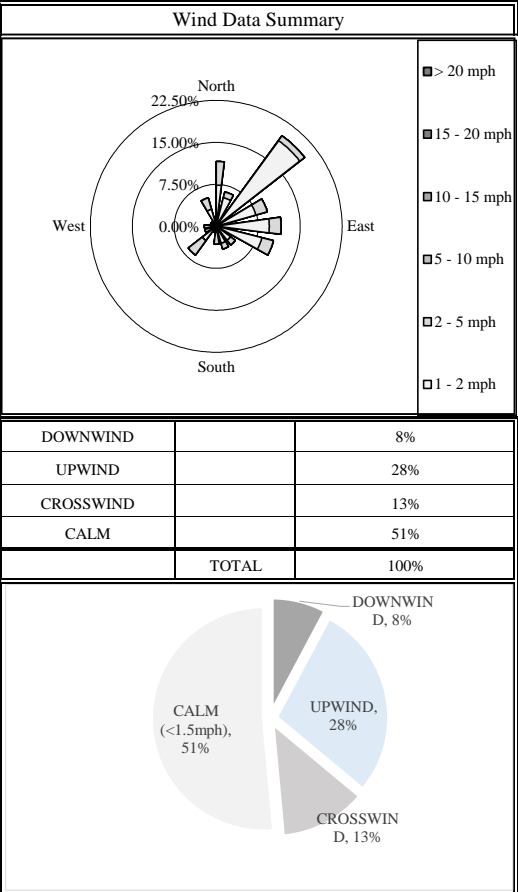 Wind Data Summary
North
22.50%
15.00%
7.50%
0.00%
West
East
South
> 20 mph
15 - 20 mph
10 - 15 mph
5 - 10 mph
2 - 5 mph
1 - 2 mph
DOWNWIND 8%
UPWIND 28%
CROSSWIND 13%
CALM 51%
TOTAL 100%
DOWNWIN
D, 8%
UPWIND,
28%
CALM
(<1.5mph),
51%
CROSSWIN
D, 13%